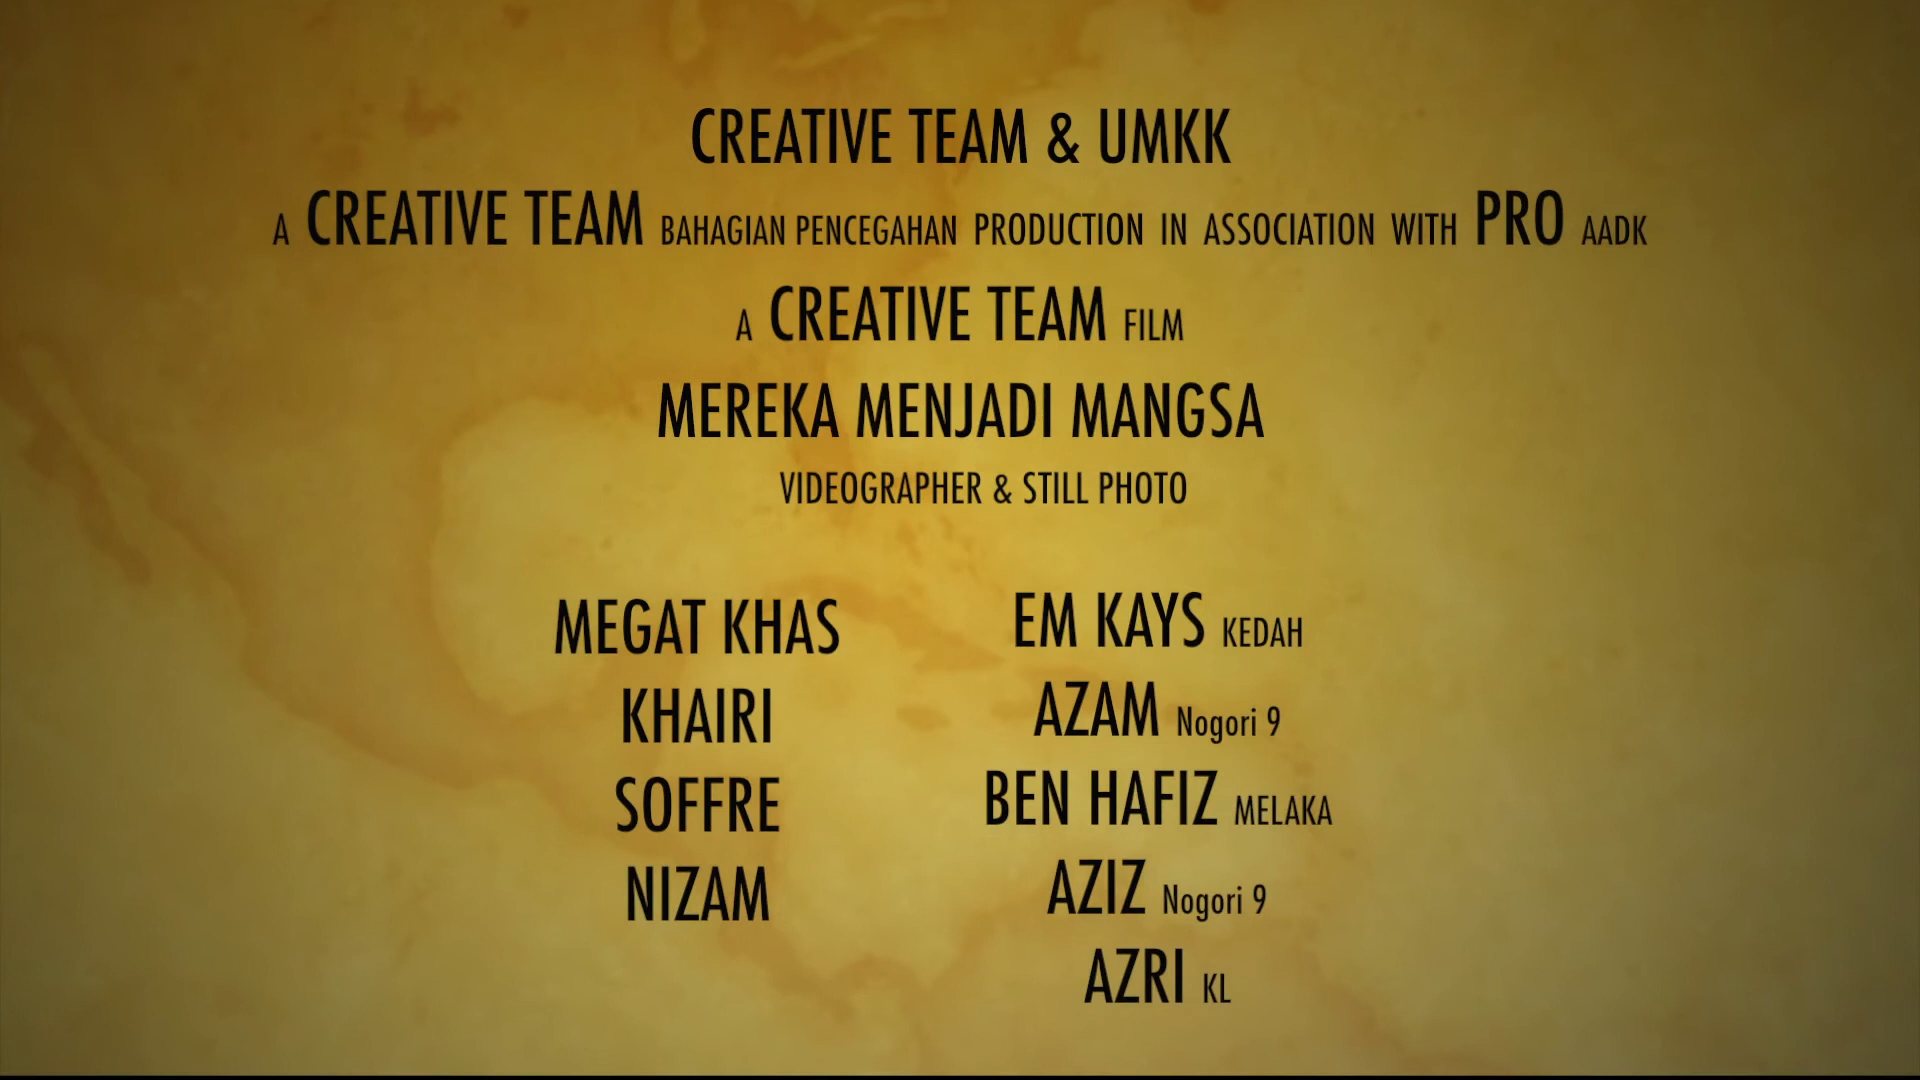 CREATIVE TEAM & UMKK
A CREATIVE TEAM BAHAGIAN PENCEGAHAN PRODUCTION IN ASSOCIATION WITH PRO AADK
A CREATIVE TEAM FILM
MEREKA MENJADI MANGSA
VIDEOGRAPHER & STILL PHOTO
MEGAT KHAS
KHAIRI
SOFFRE
NIZAM
EM KAYS KEDAH
AZAM Nogori 9
BEN HAFIZ MELAKA
AZIZ Nogori 9
AZRI KL